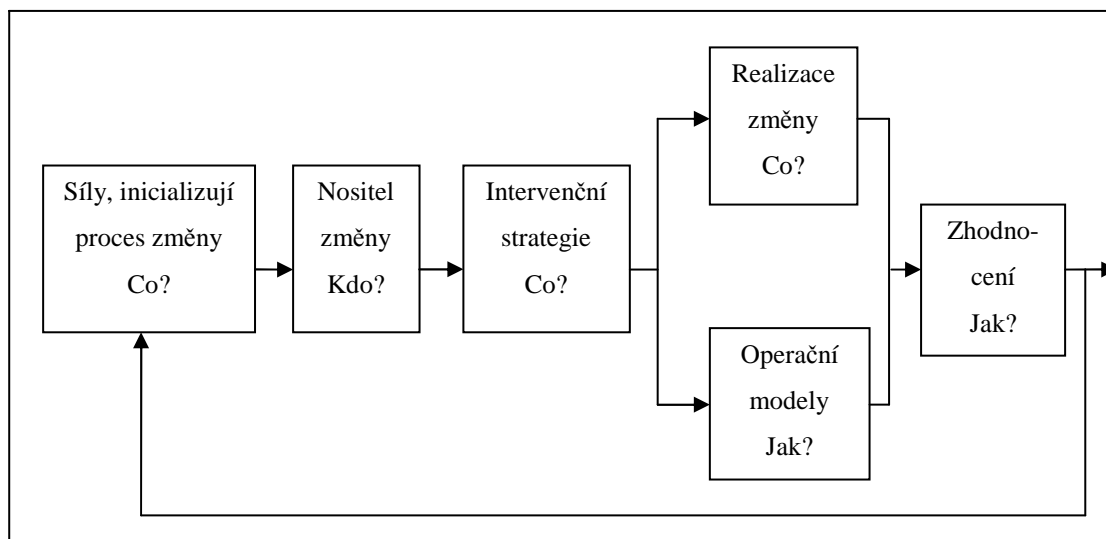 Síly, inicializují
proces změny
Co?
Nositel
změny
Kdo?
Intervenční
strategie
Co?
Realizace
změny
Co?
Operační
modely
Jak?
Zhodno-
cení
Jak?